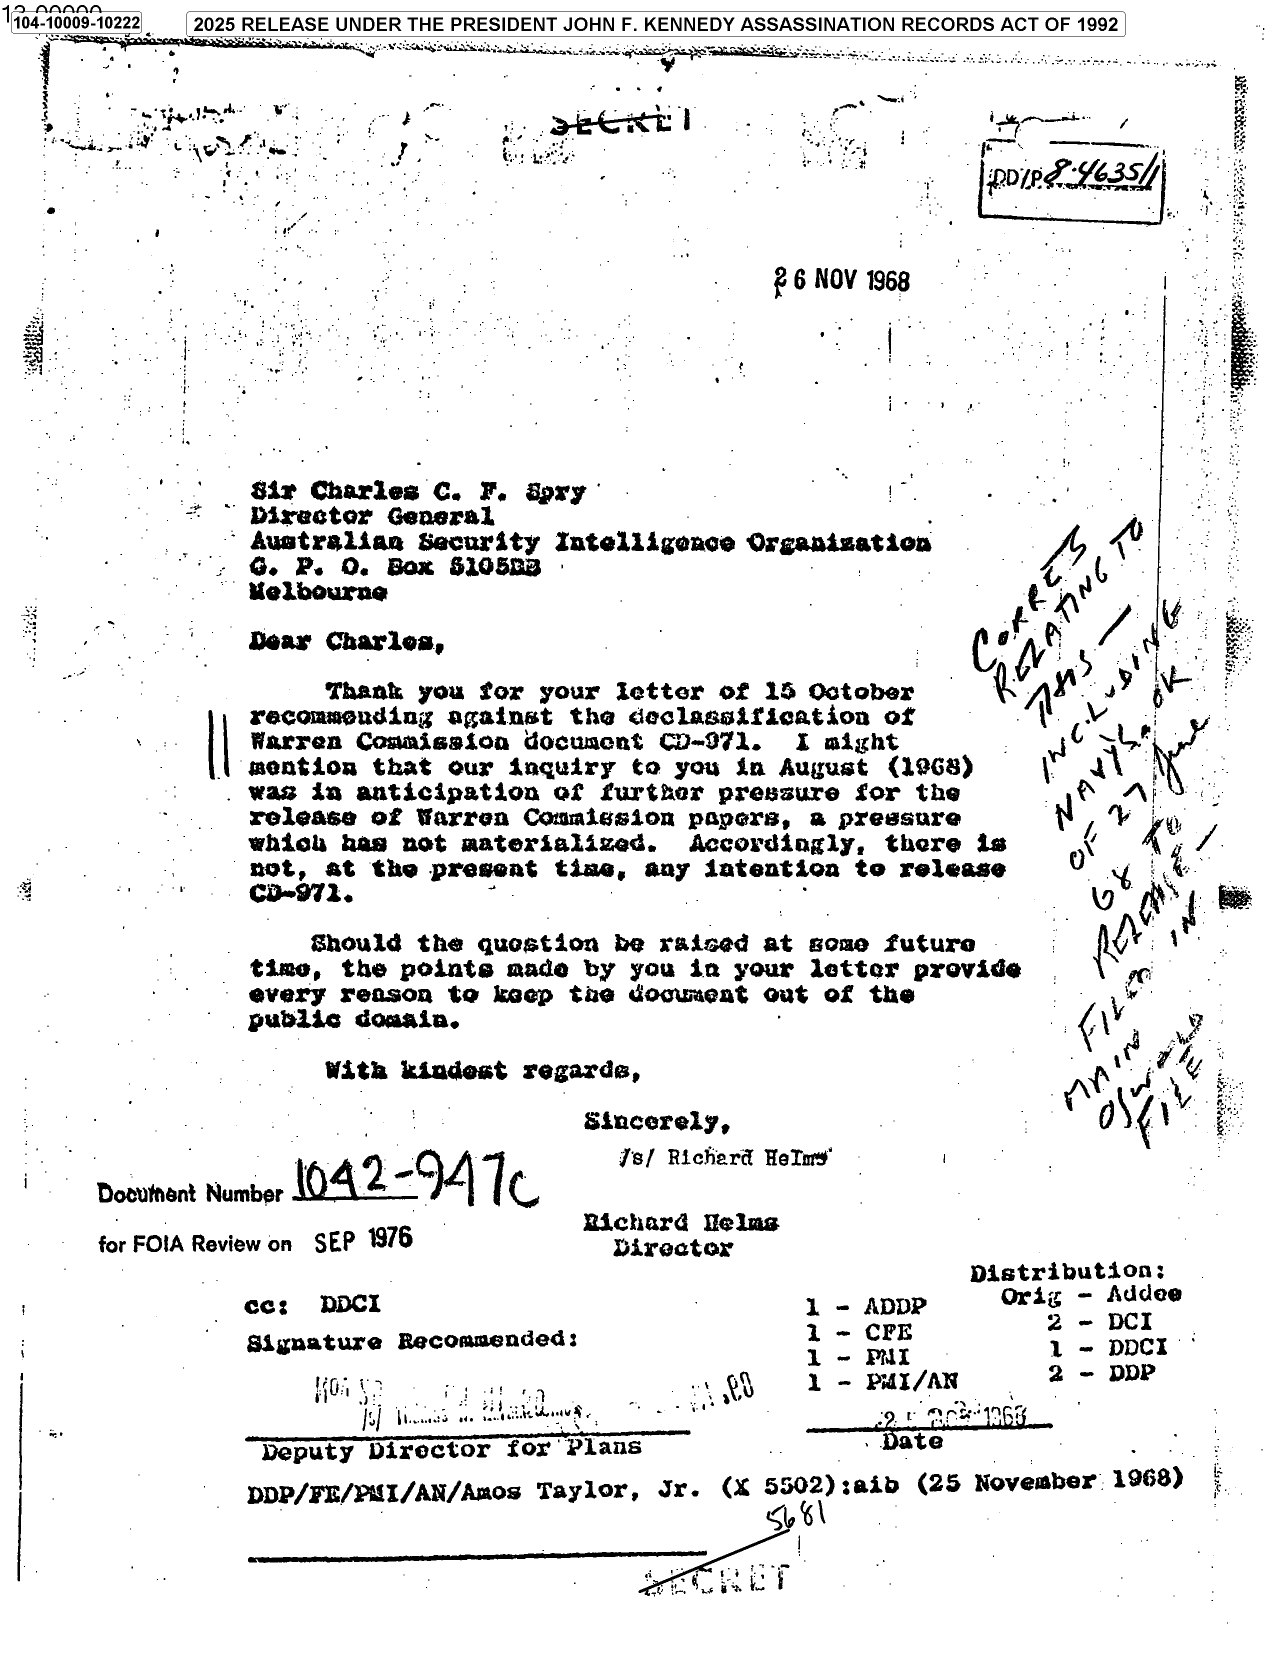 13-00000
104-10009-10222
2025 RELEASE UNDER THE PRESIDENT JOHN F. KENNEDY ASSASSINATION RECORDS ACT OF 1992
SECRET
DD/P 8-4635/1
26 NOV 1968
Sir Charles C. F. Spry
Director General
Australian Security Intelligence Organization
G. P. O. Box 5105BB
Melbourne
Dear Charles,
Thank you for your letter of 15 October
recommending against the declassification of
Warren Commission document CD-971. I might
mention that our inquiry to you in August (1968)
was in anticipation of further pressure for the
release of Warren Commission papers, a pressure
which has not materialized. Accordingly, there is
not, at the present time, any intention to release
CD-971.
Should the question be raised at some future
time, the points made by you in your letter provide
every reason to keep the document out of the
public domain.
With kindest regards,
Sincerely,
/s/ Richard Helms
Richard Helms
Director
CORRES
RELATING TO
THIS —
INCLUDING
NAVY'S OK
OF 27 June
68 TO
RELEASE —
FILED IN
MAIN
OSWALD
FILE
Document Number 1042-947c
for FOIA Review on SEP 1976
cc: DDCI
Signature Recommended:
Distribution:
Orig - Addee
1 - ADDP 2 - DCI
1 - CFE 1 - DDCI
1 - PMI 2 - DDP
1 - PMI/AN
/s/
1968
Deputy Director for Plans
Date
DDP/FE/PMI/AN/Amos Taylor, Jr. (X 5502):aib (25 November 1968)
5681
SECRET